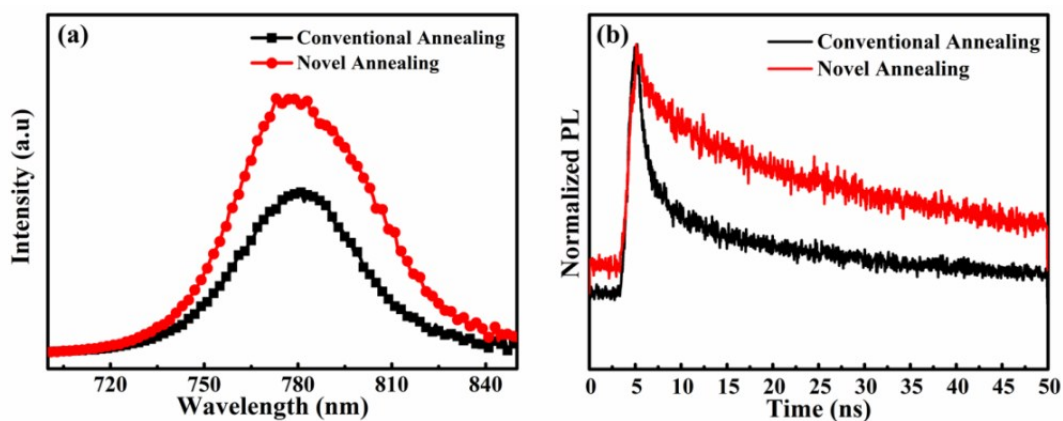 (a)
Conventional Annealing
Novel Annealing
Intensity (a.u)
720 750 780 810 840
Wavelength (nm)
(b)
Conventional Annealing
Novel Annealing
Normalized PL
0 5 10 15 20 25 30 35 40 45 50
Time (ns)